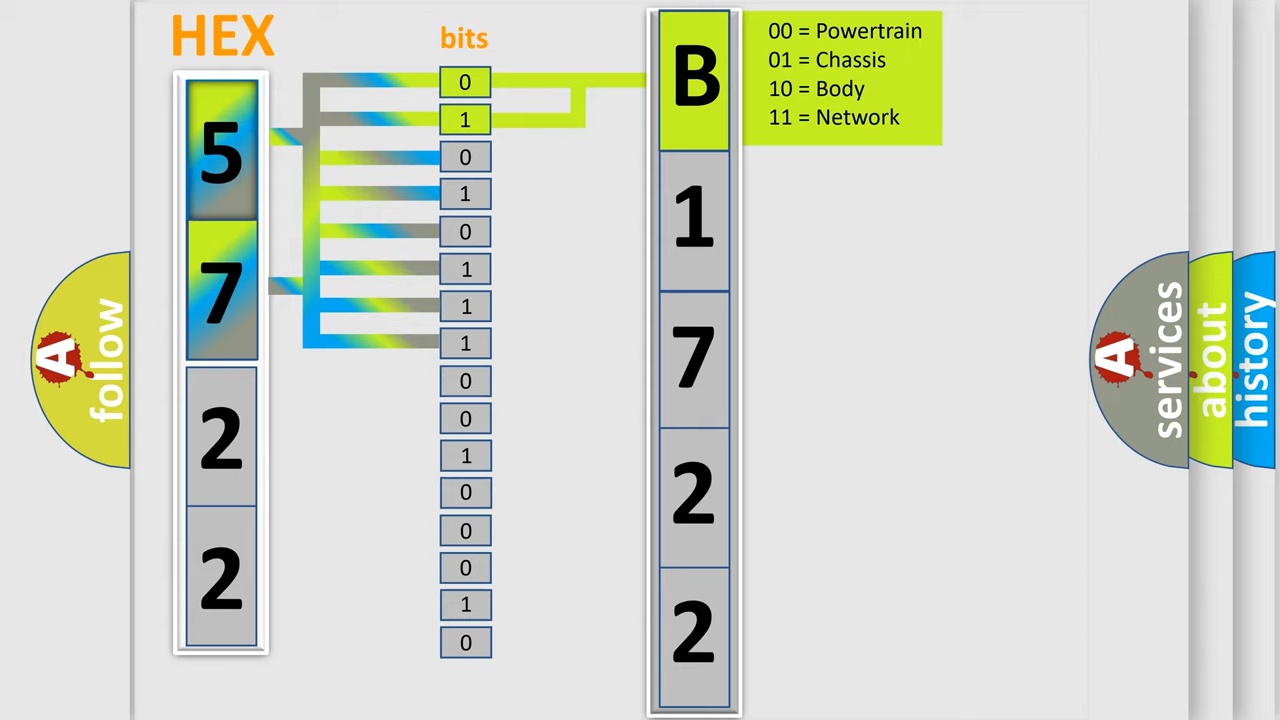 HEX
bits
5
7
2
2
0
1
0
1
0
1
1
1
0
0
1
0
0
0
1
0
B
1
7
2
2
00 = Powertrain
01 = Chassis
10 = Body
11 = Network
A
follow
A
services
about
history